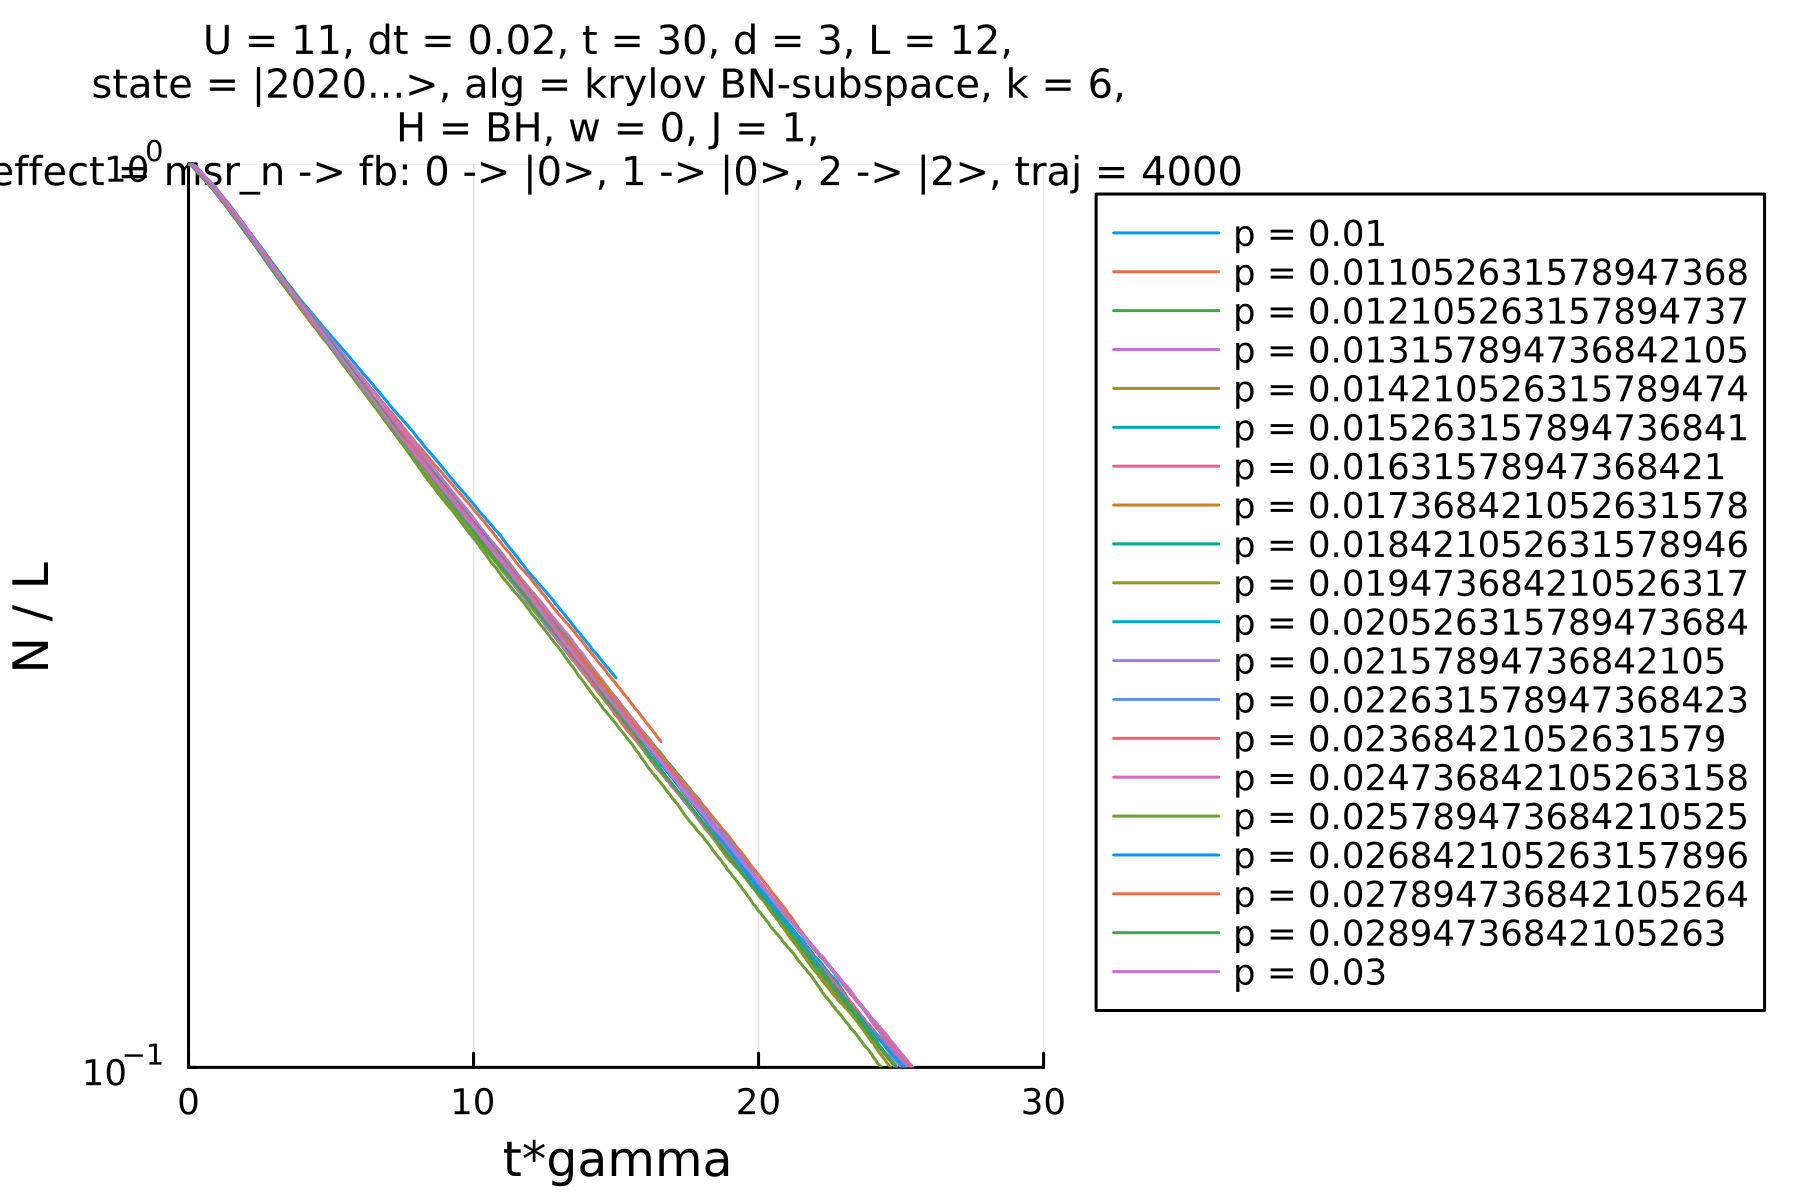 U = 11, dt = 0.02, t = 30, d = 3, L = 12,
state = |2020...>, alg = krylov BN-subspace, k = 6,
H = BH, w = 0, J = 1,
effect = msr_n -> fb: 0 -> |0>, 1 -> |0>, 2 -> |2>, traj = 4000
10⁰
N / L
10⁻¹
0 10 20 30
t*gamma
p = 0.01
p = 0.011052631578947368
p = 0.012105263157894737
p = 0.013157894736842105
p = 0.014210526315789474
p = 0.015263157894736841
p = 0.01631578947368421
p = 0.017368421052631578
p = 0.018421052631578946
p = 0.019473684210526317
p = 0.020526315789473684
p = 0.02157894736842105
p = 0.022631578947368423
p = 0.02368421052631579
p = 0.024736842105263158
p = 0.025789473684210525
p = 0.026842105263157896
p = 0.027894736842105264
p = 0.02894736842105263
p = 0.03